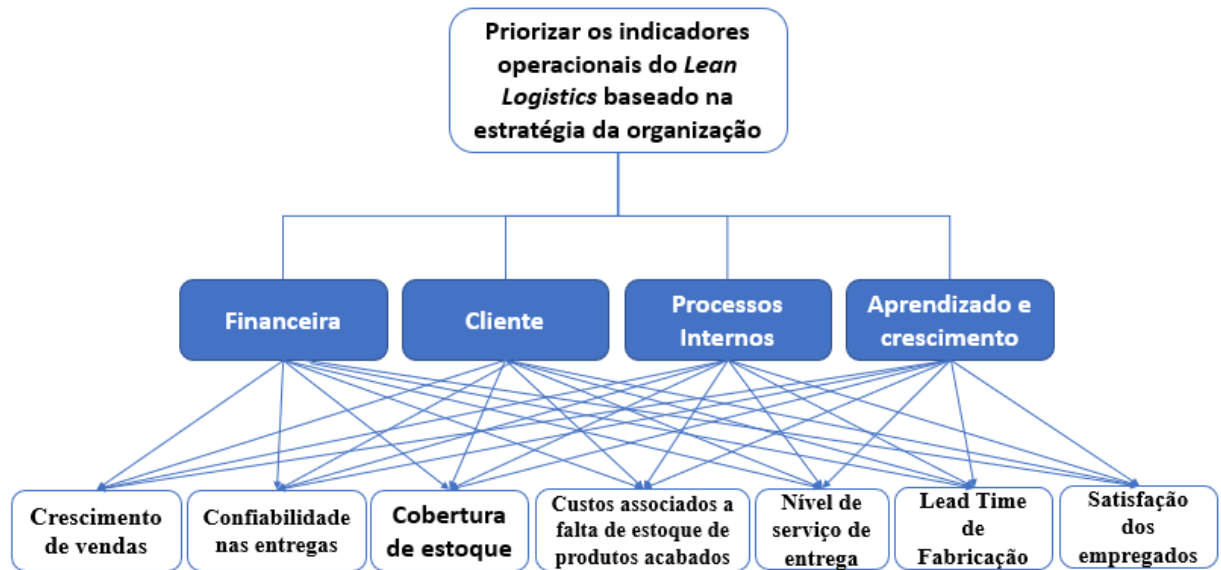 Priorizar os indicadores
operacionais do Lean
Logistics baseado na
estratégia da organização
Financeira
Cliente
Processos
Internos
Aprendizado e
crescimento
Crescimento
de vendas
Confiabilidade
nas entregas
Cobertura
de estoque
Custos associados a
falta de estoque de
produtos acabados
Nível de
serviço de
entrega
Lead Time
de
Fabricação
Satisfação
dos
empregados